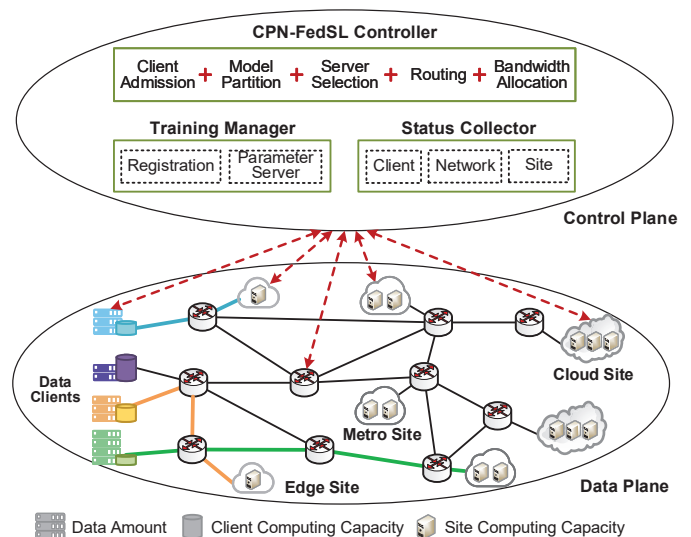 CPN-FedSL Controller
Client Admission + Model Partition + Server Selection + Routing + Bandwidth Allocation
Training Manager
Status Collector
Registration
Parameter Server
Client
Network
Site
Control Plane
Data Clients
Cloud Site
Metro Site
Edge Site
Data Plane
Data Amount
Client Computing Capacity
Site Computing Capacity